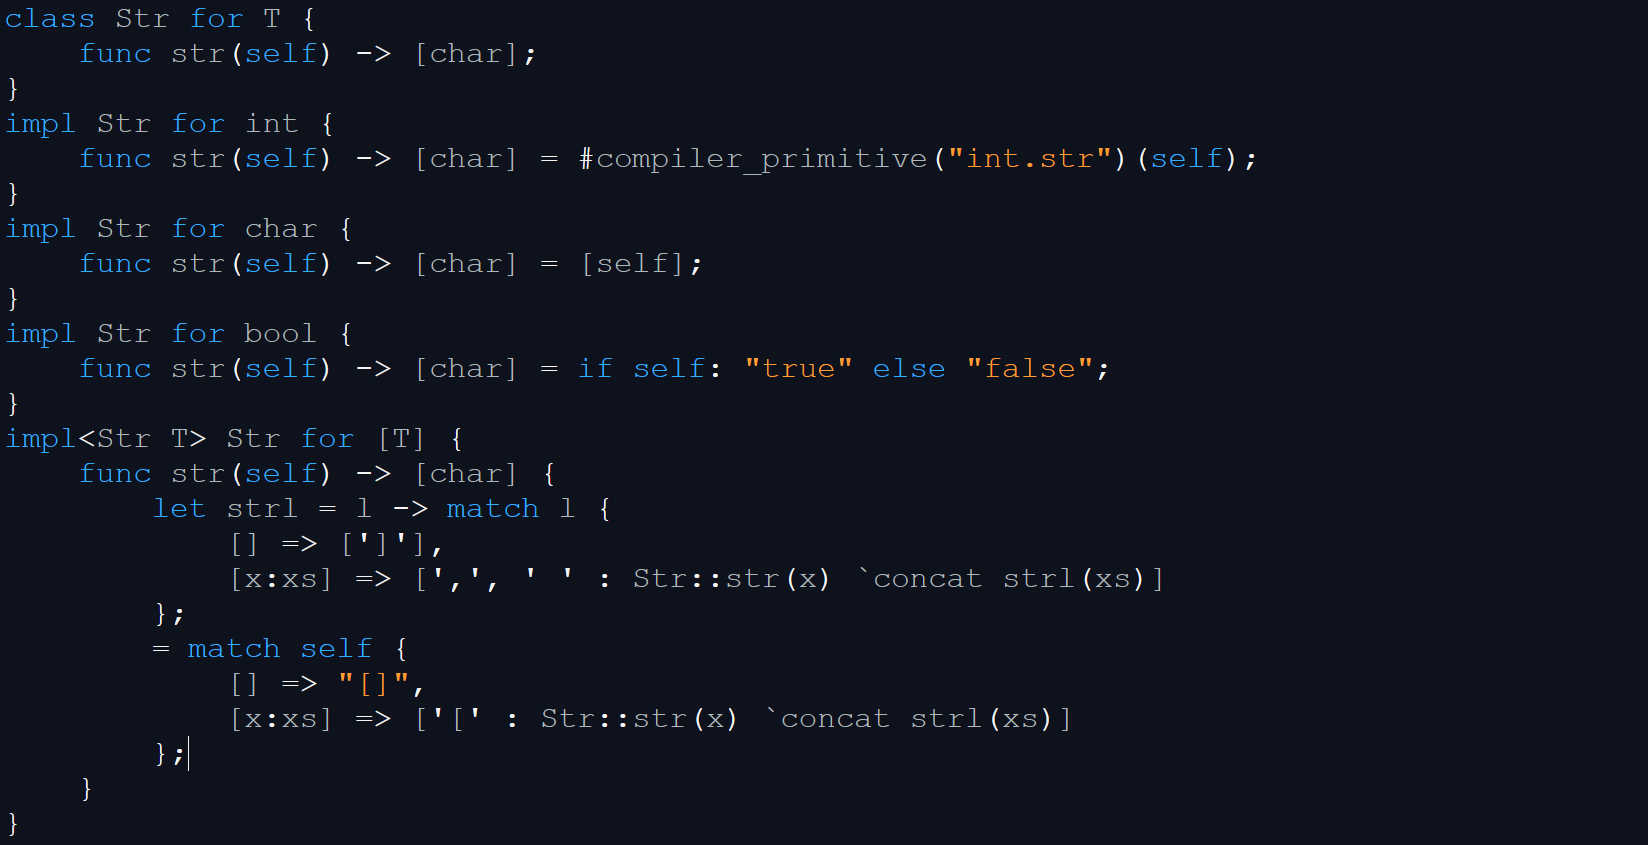 class Str for T {
    func str(self) -> [char];
}
impl Str for int {
    func str(self) -> [char] = #compiler_primitive("int.str")(self);
}
impl Str for char {
    func str(self) -> [char] = [self];
}
impl Str for bool {
    func str(self) -> [char] = if self: "true" else "false";
}
impl<Str T> Str for [T] {
    func str(self) -> [char] {
        let strl = l -> match l {
            [] => [']'],
            [x:xs] => [',', ' ' : Str::str(x) `concat strl(xs)]
        };
        = match self {
            [] => "[]",
            [x:xs] => ['[' : Str::str(x) `concat strl(xs)]
        };
    }
}